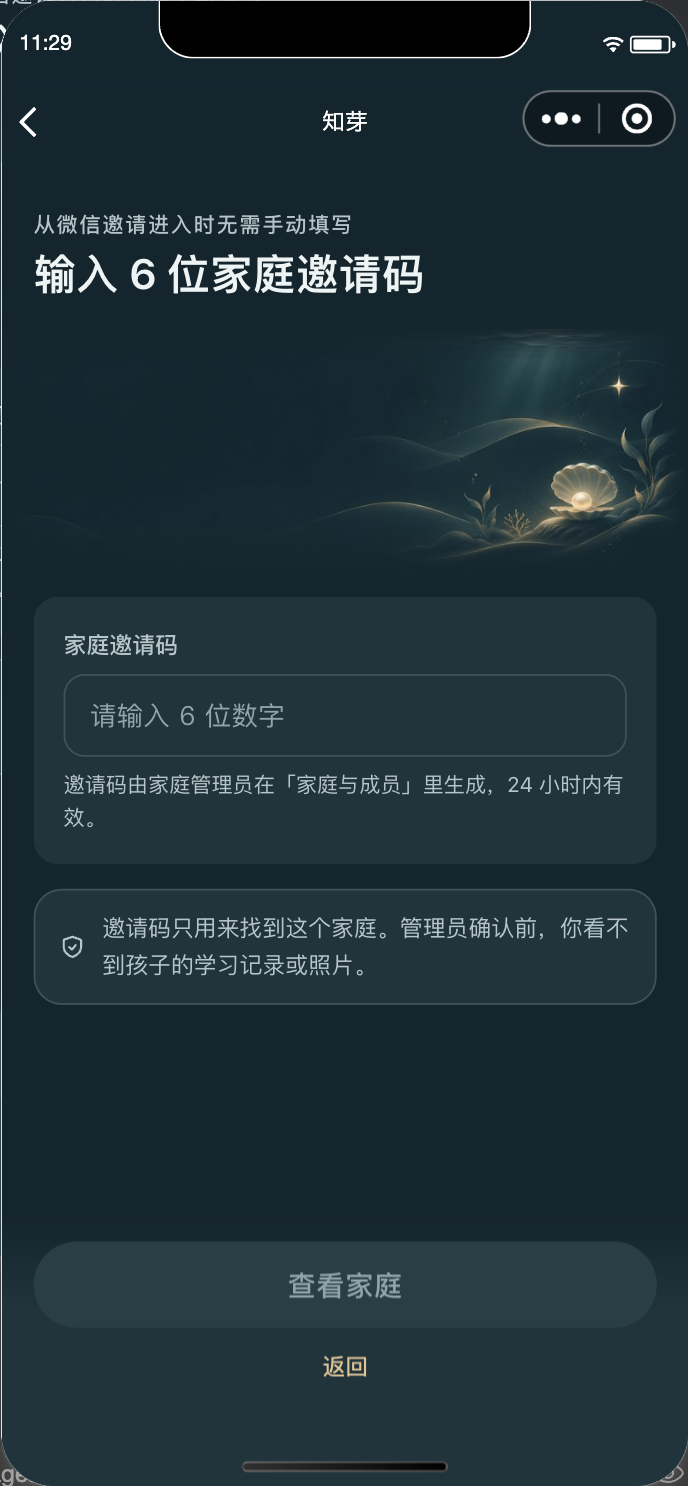 11:29
知芽
从微信邀请进入时无需手动填写
输入 6 位家庭邀请码
家庭邀请码
请输入 6 位数字
邀请码由家庭管理员在「家庭与成员」里生成，24 小时内有
效。
邀请码只用来找到这个家庭。管理员确认前，你看不
到孩子的学习记录或照片。
查看家庭
返回